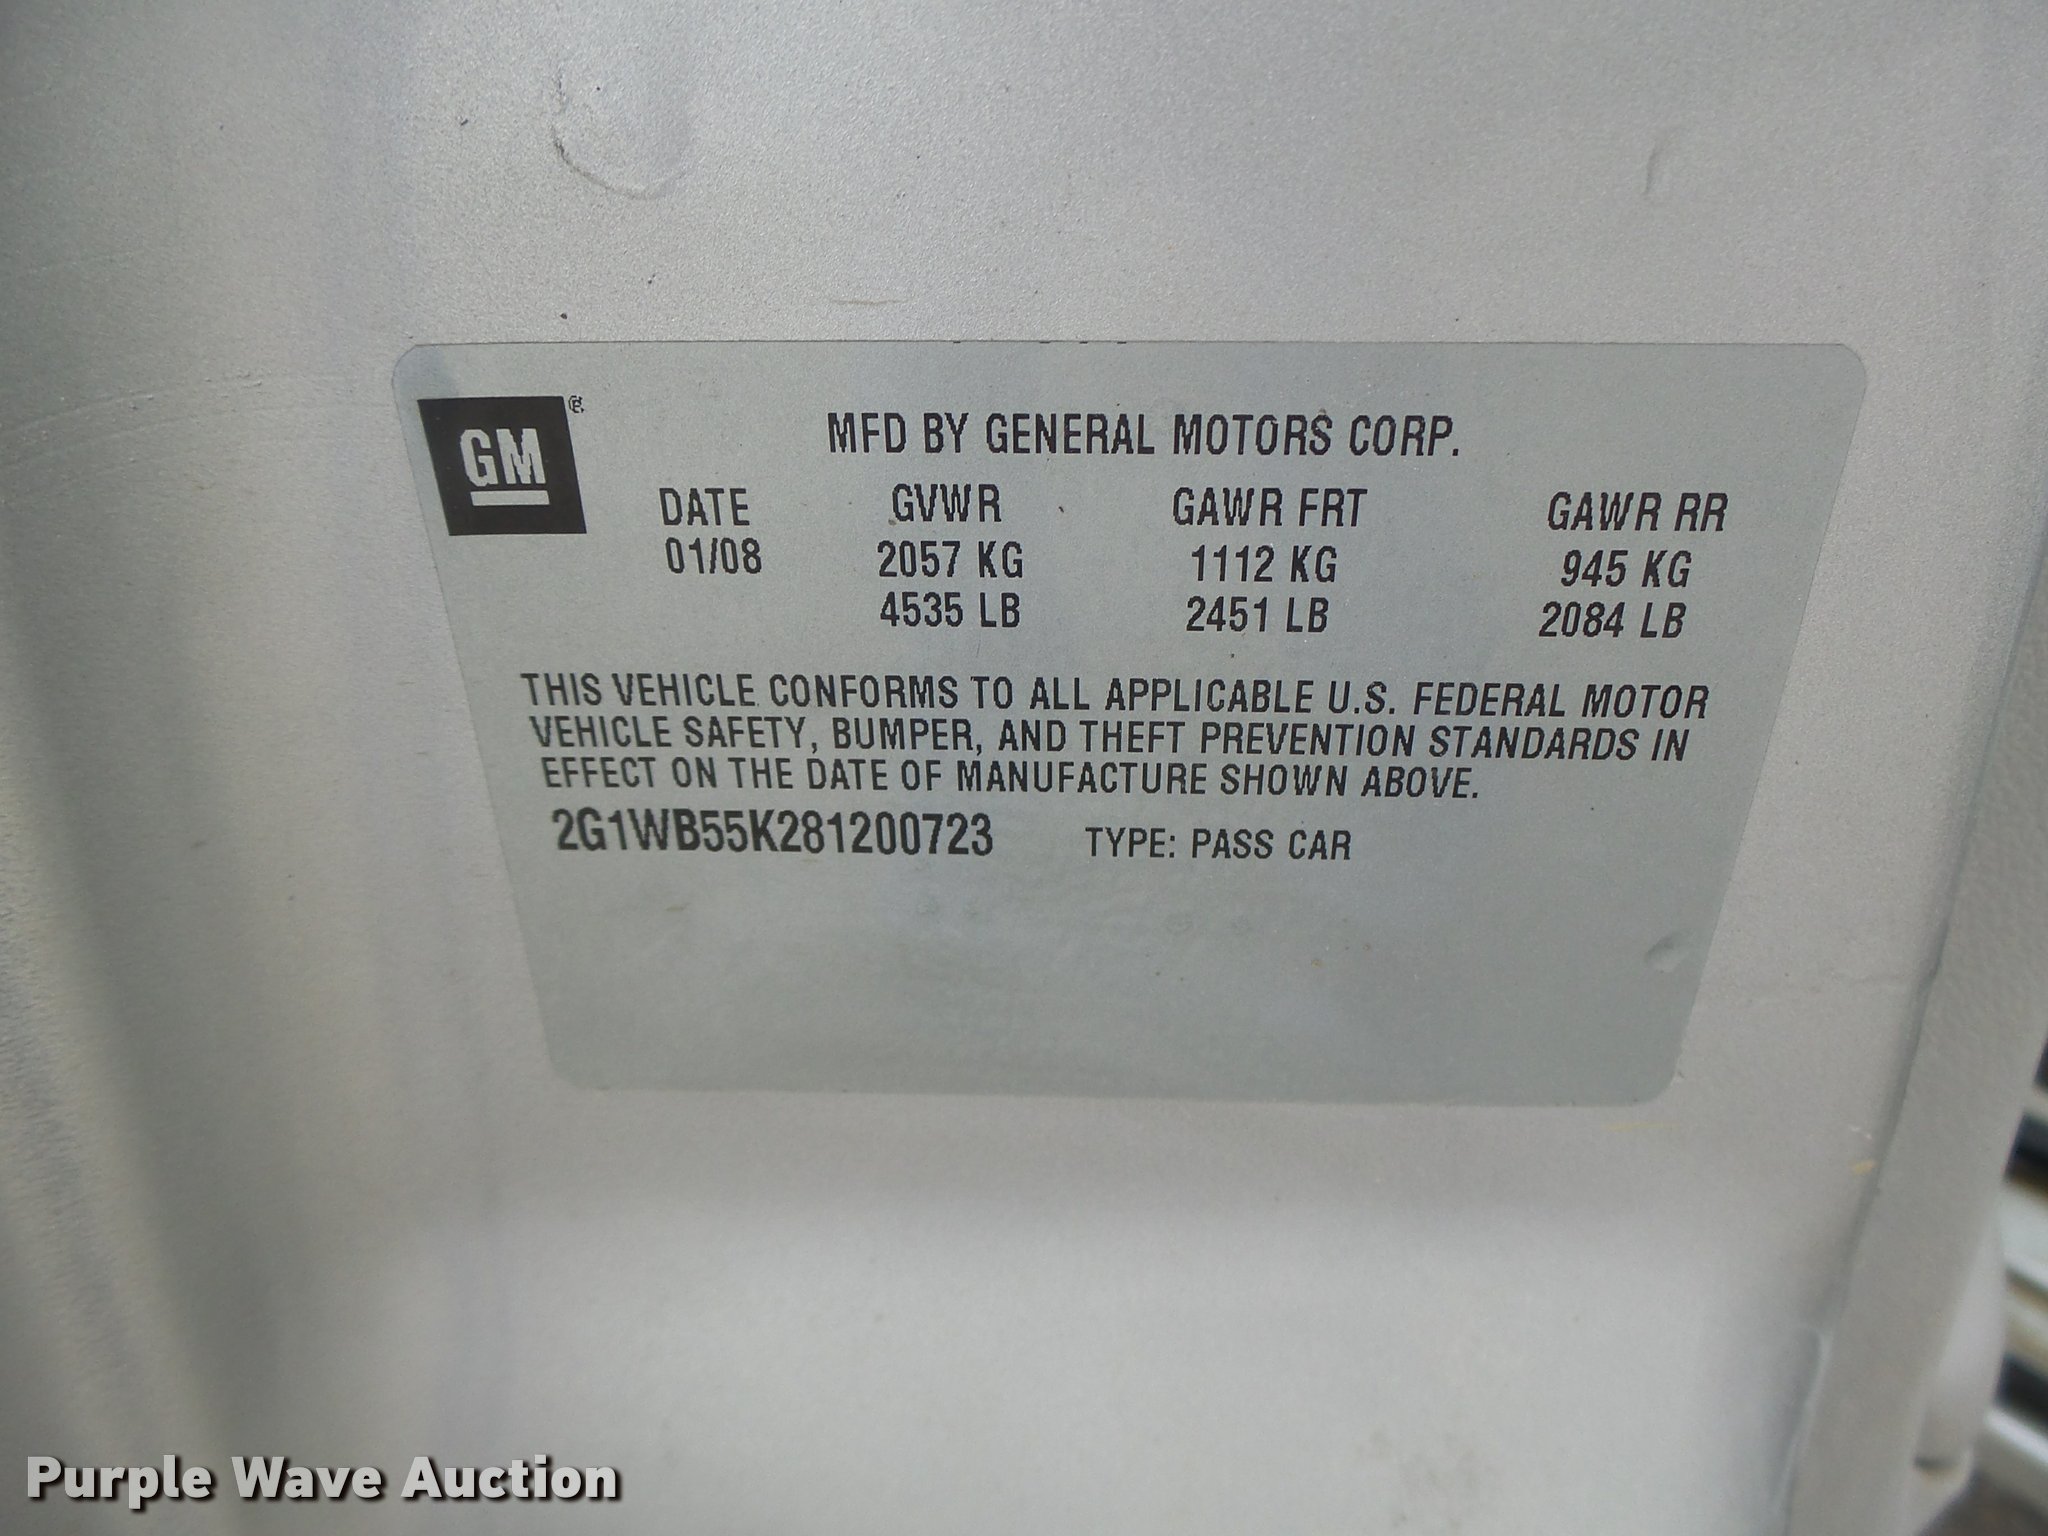 GM
MFD BY GENERAL MOTORS CORP.
DATE GVWR GAWR FRT GAWR RR
01/08 2057 KG 1112 KG 945 KG
4535 LB 2451 LB 2084 LB
THIS VEHICLE CONFORMS TO ALL APPLICABLE U.S. FEDERAL MOTOR
VEHICLE SAFETY, BUMPER, AND THEFT PREVENTION STANDARDS IN
EFFECT ON THE DATE OF MANUFACTURE SHOWN ABOVE.
2G1WB55K281200723 TYPE: PASS CAR
Purple Wave Auction